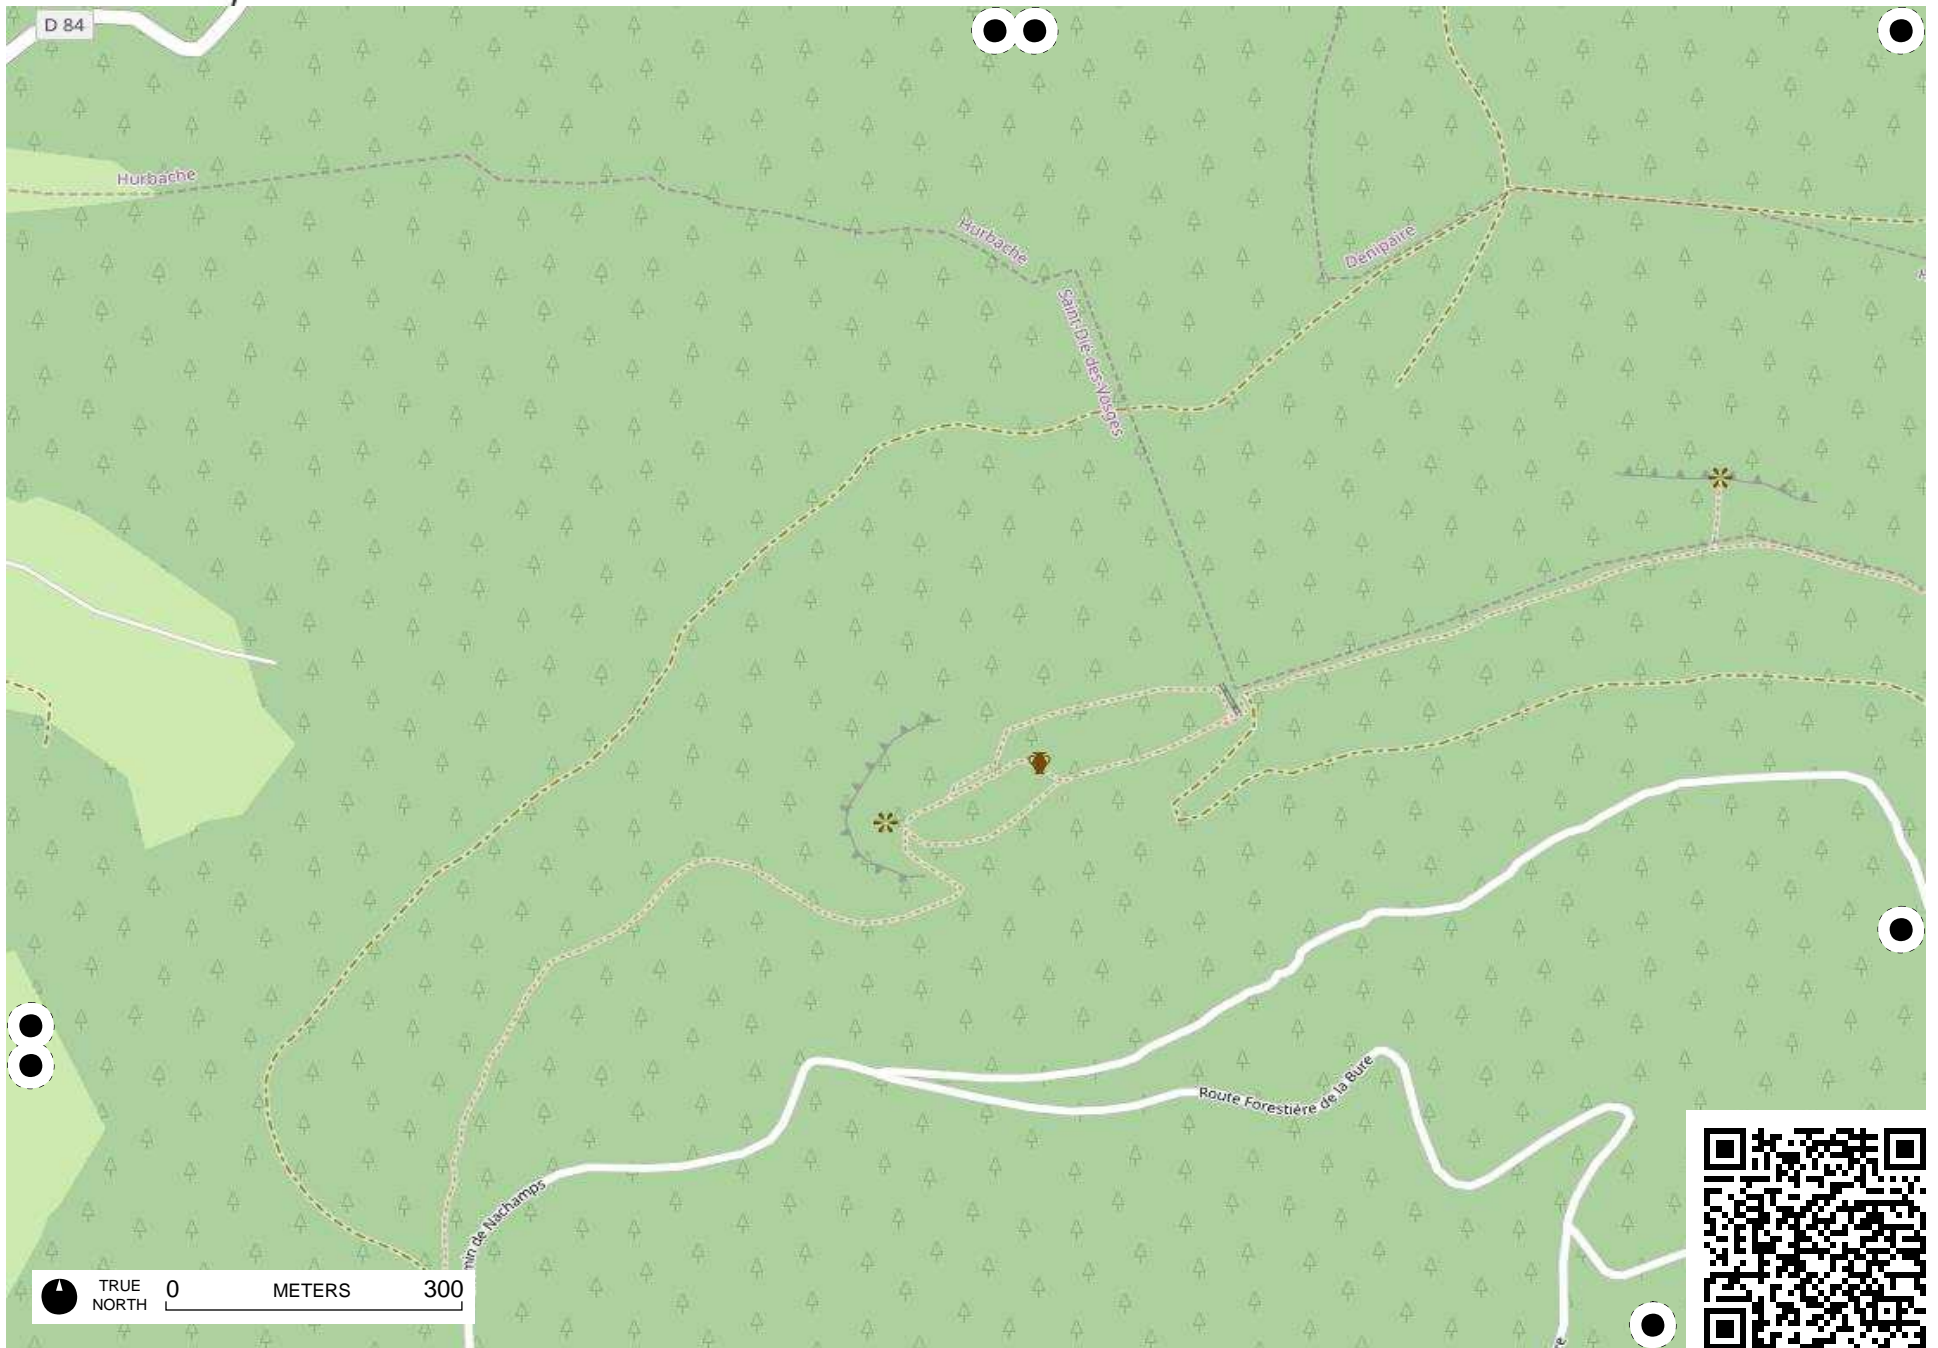 D 84
Hurbache
Hurbache
Denipaire
Saint-Dié-des-Vosges
Route Forestière de la Bure
min de Nachamps
TRUE
NORTH
0 METERS 300